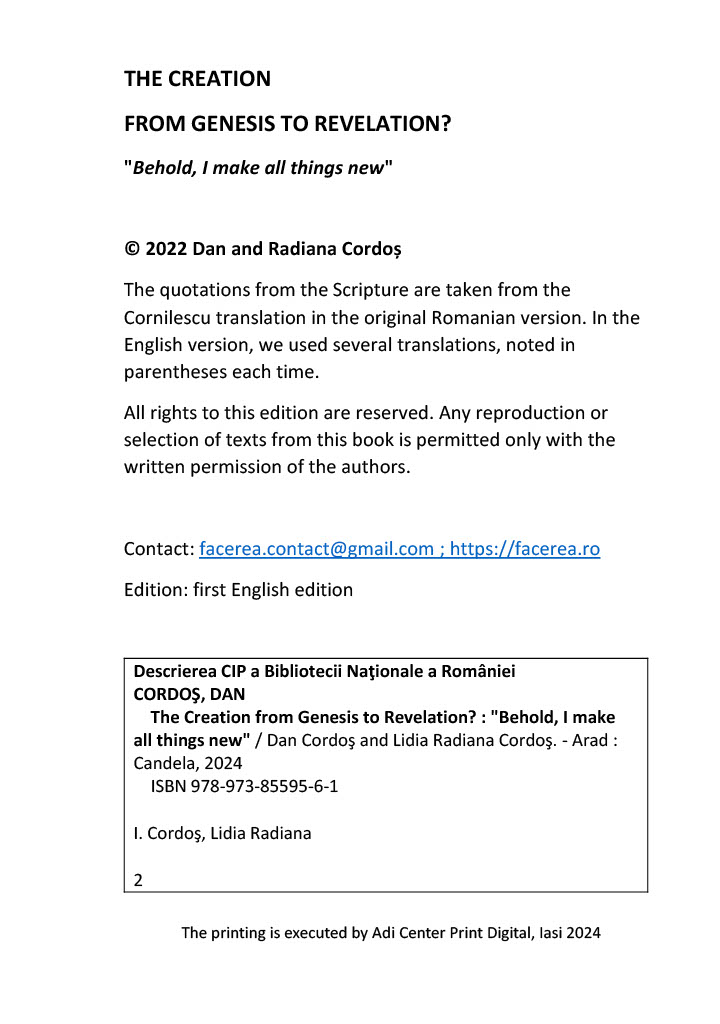 THE CREATION
FROM GENESIS TO REVELATION?
"Behold, I make all things new"
© 2022 Dan and Radiana Cordoș
The quotations from the Scripture are taken from the
Cornilescu translation in the original Romanian version. In the
English version, we used several translations, noted in
parentheses each time.
All rights to this edition are reserved. Any reproduction or
selection of texts from this book is permitted only with the
written permission of the authors.
Contact: facerea.contact@gmail.com ; https://facerea.ro
Edition: first English edition
Descrierea CIP a Bibliotecii Naţionale a României
CORDOŞ, DAN
The Creation from Genesis to Revelation? : "Behold, I make
all things new" / Dan Cordoş and Lidia Radiana Cordoş. - Arad :
Candela, 2024
ISBN 978-973-85595-6-1
I. Cordoş, Lidia Radiana
2
The printing is executed by Adi Center Print Digital, Iasi 2024